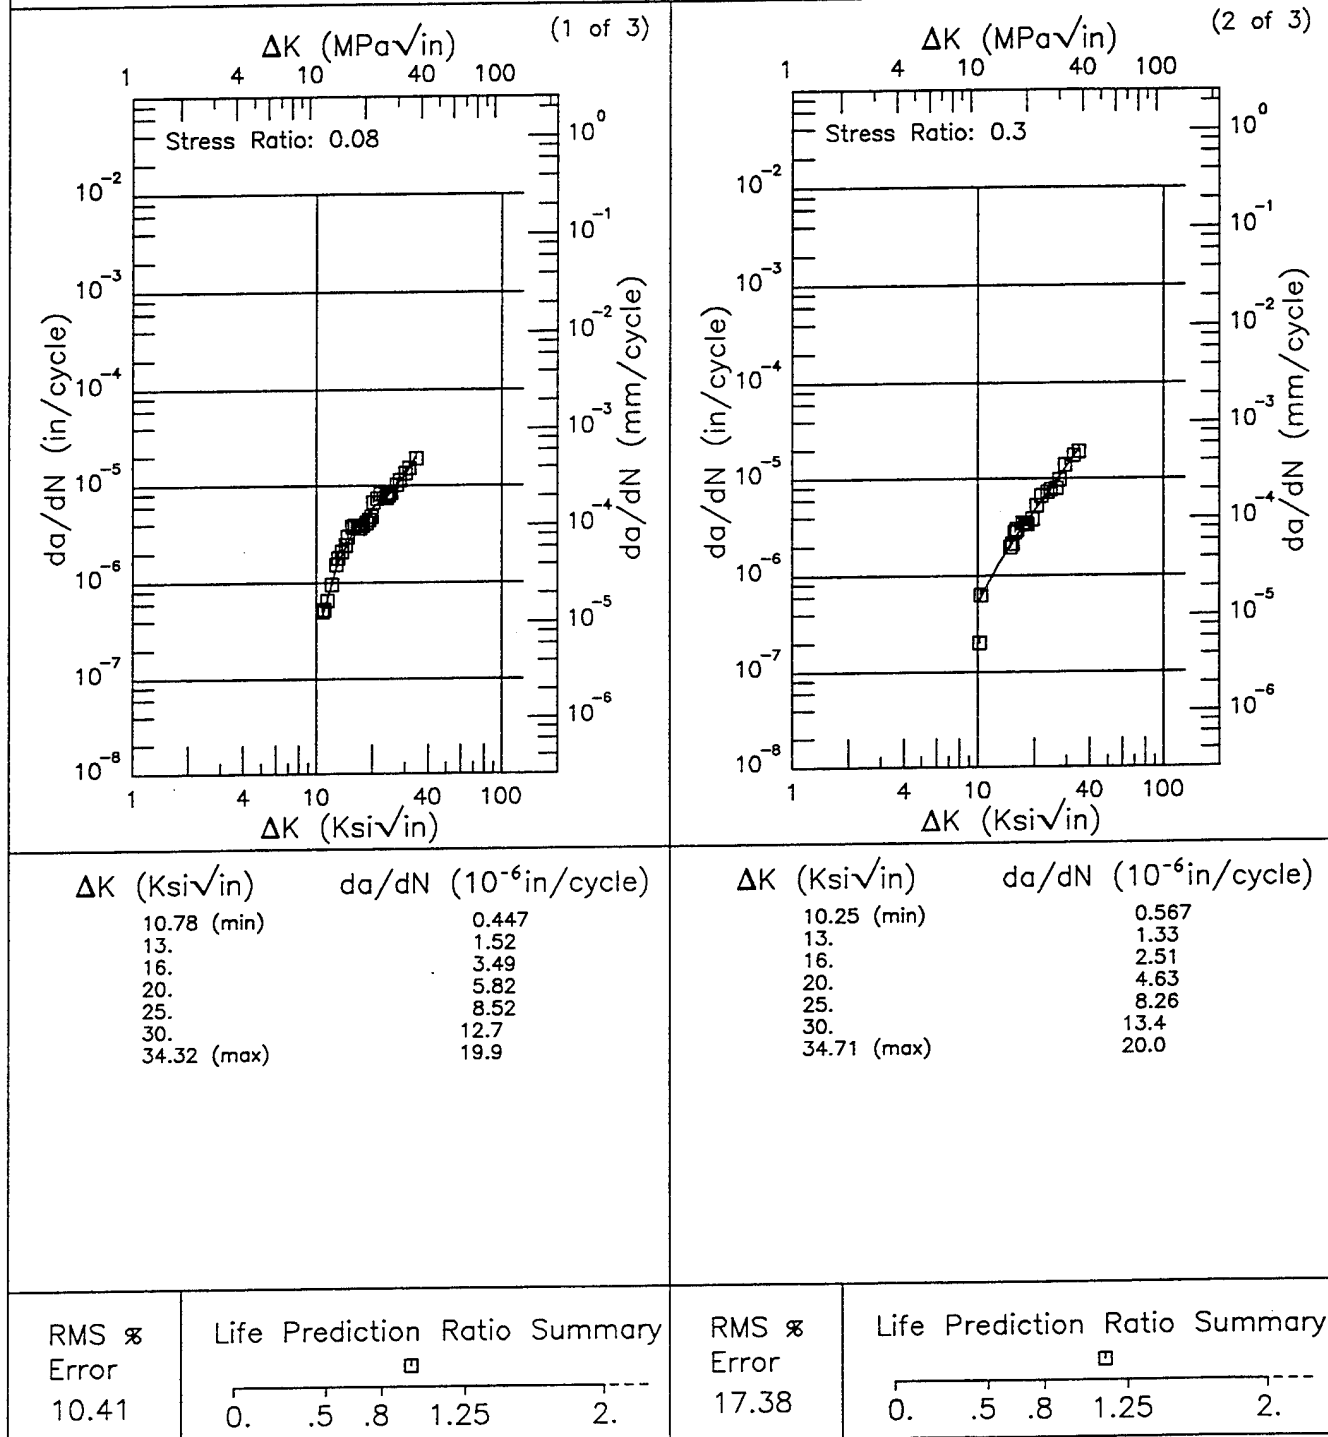 (1 of 3)
ΔK (MPa√in)
1 4 10 40 100
Stress Ratio: 0.08
10⁰
10⁻²
10⁻¹
10⁻³
10⁻²
10⁻⁴
10⁻³
10⁻⁵
10⁻⁴
10⁻⁶
10⁻⁵
10⁻⁷
10⁻⁶
10⁻⁸
da/dN (in/cycle)
da/dN (mm/cycle)
1 4 10 40 100
ΔK (Ksi√in)
ΔK (Ksi√in) da/dN (10⁻⁶in/cycle)
10.78 (min) 0.447
13. 1.52
16. 3.49
20. 5.82
25. 8.52
30. 12.7
34.32 (max) 19.9
RMS %
Error
10.41
Life Prediction Ratio Summary
0. .5 .8 1.25 2.
(2 of 3)
ΔK (MPa√in)
1 4 10 40 100
Stress Ratio: 0.3
10⁰
10⁻²
10⁻¹
10⁻³
10⁻²
10⁻⁴
10⁻³
10⁻⁵
10⁻⁴
10⁻⁶
10⁻⁵
10⁻⁷
10⁻⁶
10⁻⁸
da/dN (in/cycle)
da/dN (mm/cycle)
1 4 10 40 100
ΔK (Ksi√in)
ΔK (Ksi√in) da/dN (10⁻⁶in/cycle)
10.25 (min) 0.567
13. 1.33
16. 2.51
20. 4.63
25. 8.26
30. 13.4
34.71 (max) 20.0
RMS %
Error
17.38
Life Prediction Ratio Summary
0. .5 .8 1.25 2.